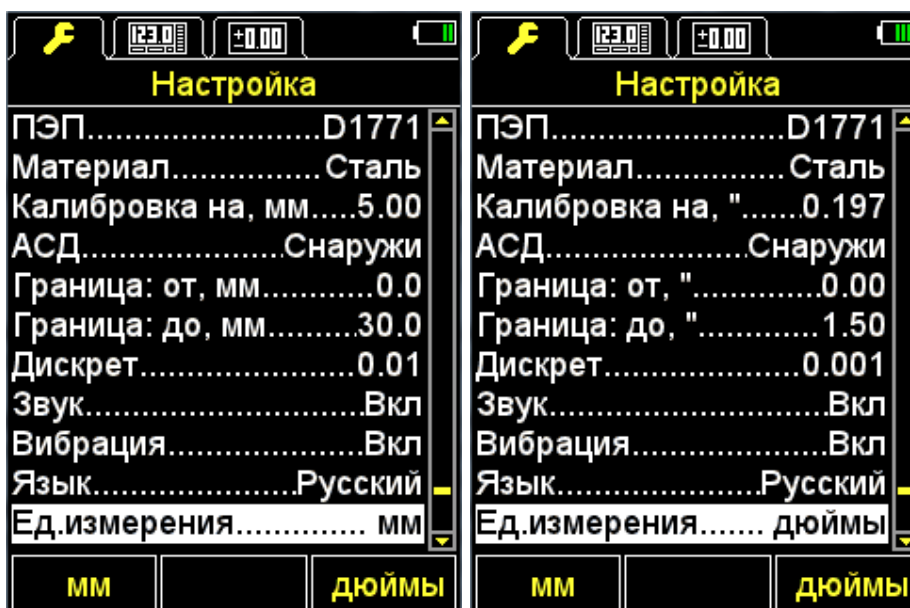 123.0 ±0.00
Настройка
ПЭП........................D1771
Материал................Сталь
Калибровка на, мм.....5.00
АСД.....................Снаружи
Граница: от, мм............0.0
Граница: до, мм..........30.0
Дискрет......................0.01
Звук............................Вкл
Вибрация....................Вкл
Язык.....................Русский
Ед.измерения.............. мм
мм дюймы
123.0 ±0.00
Настройка
ПЭП........................D1771
Материал................Сталь
Калибровка на, ".......0.197
АСД.....................Снаружи
Граница: от, ".............0.00
Граница: до, ".............1.50
Дискрет....................0.001
Звук............................Вкл
Вибрация....................Вкл
Язык.....................Русский
Ед.измерения....... дюймы
мм дюймы